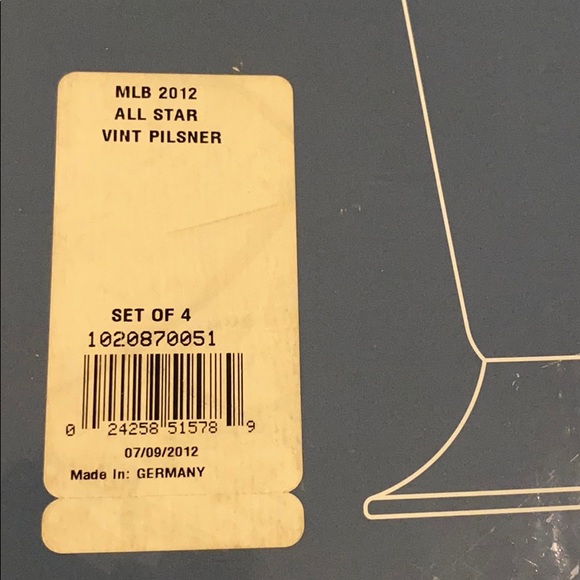 MLB 2012
ALL STAR
VINT PILSNER
SET OF 4
1020870051
0 24258 51578 9
07/09/2012
Made In: GERMANY